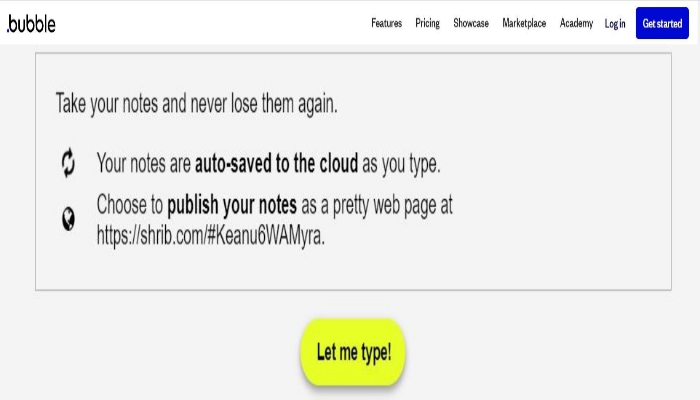 .bubble
Features Pricing Showcase Marketplace Academy Log in Get started
Take your notes and never lose them again.
Your notes are auto-saved to the cloud as you type.
Choose to publish your notes as a pretty web page at
https://shrib.com/#Keanu6WAMyra.
Let me type!